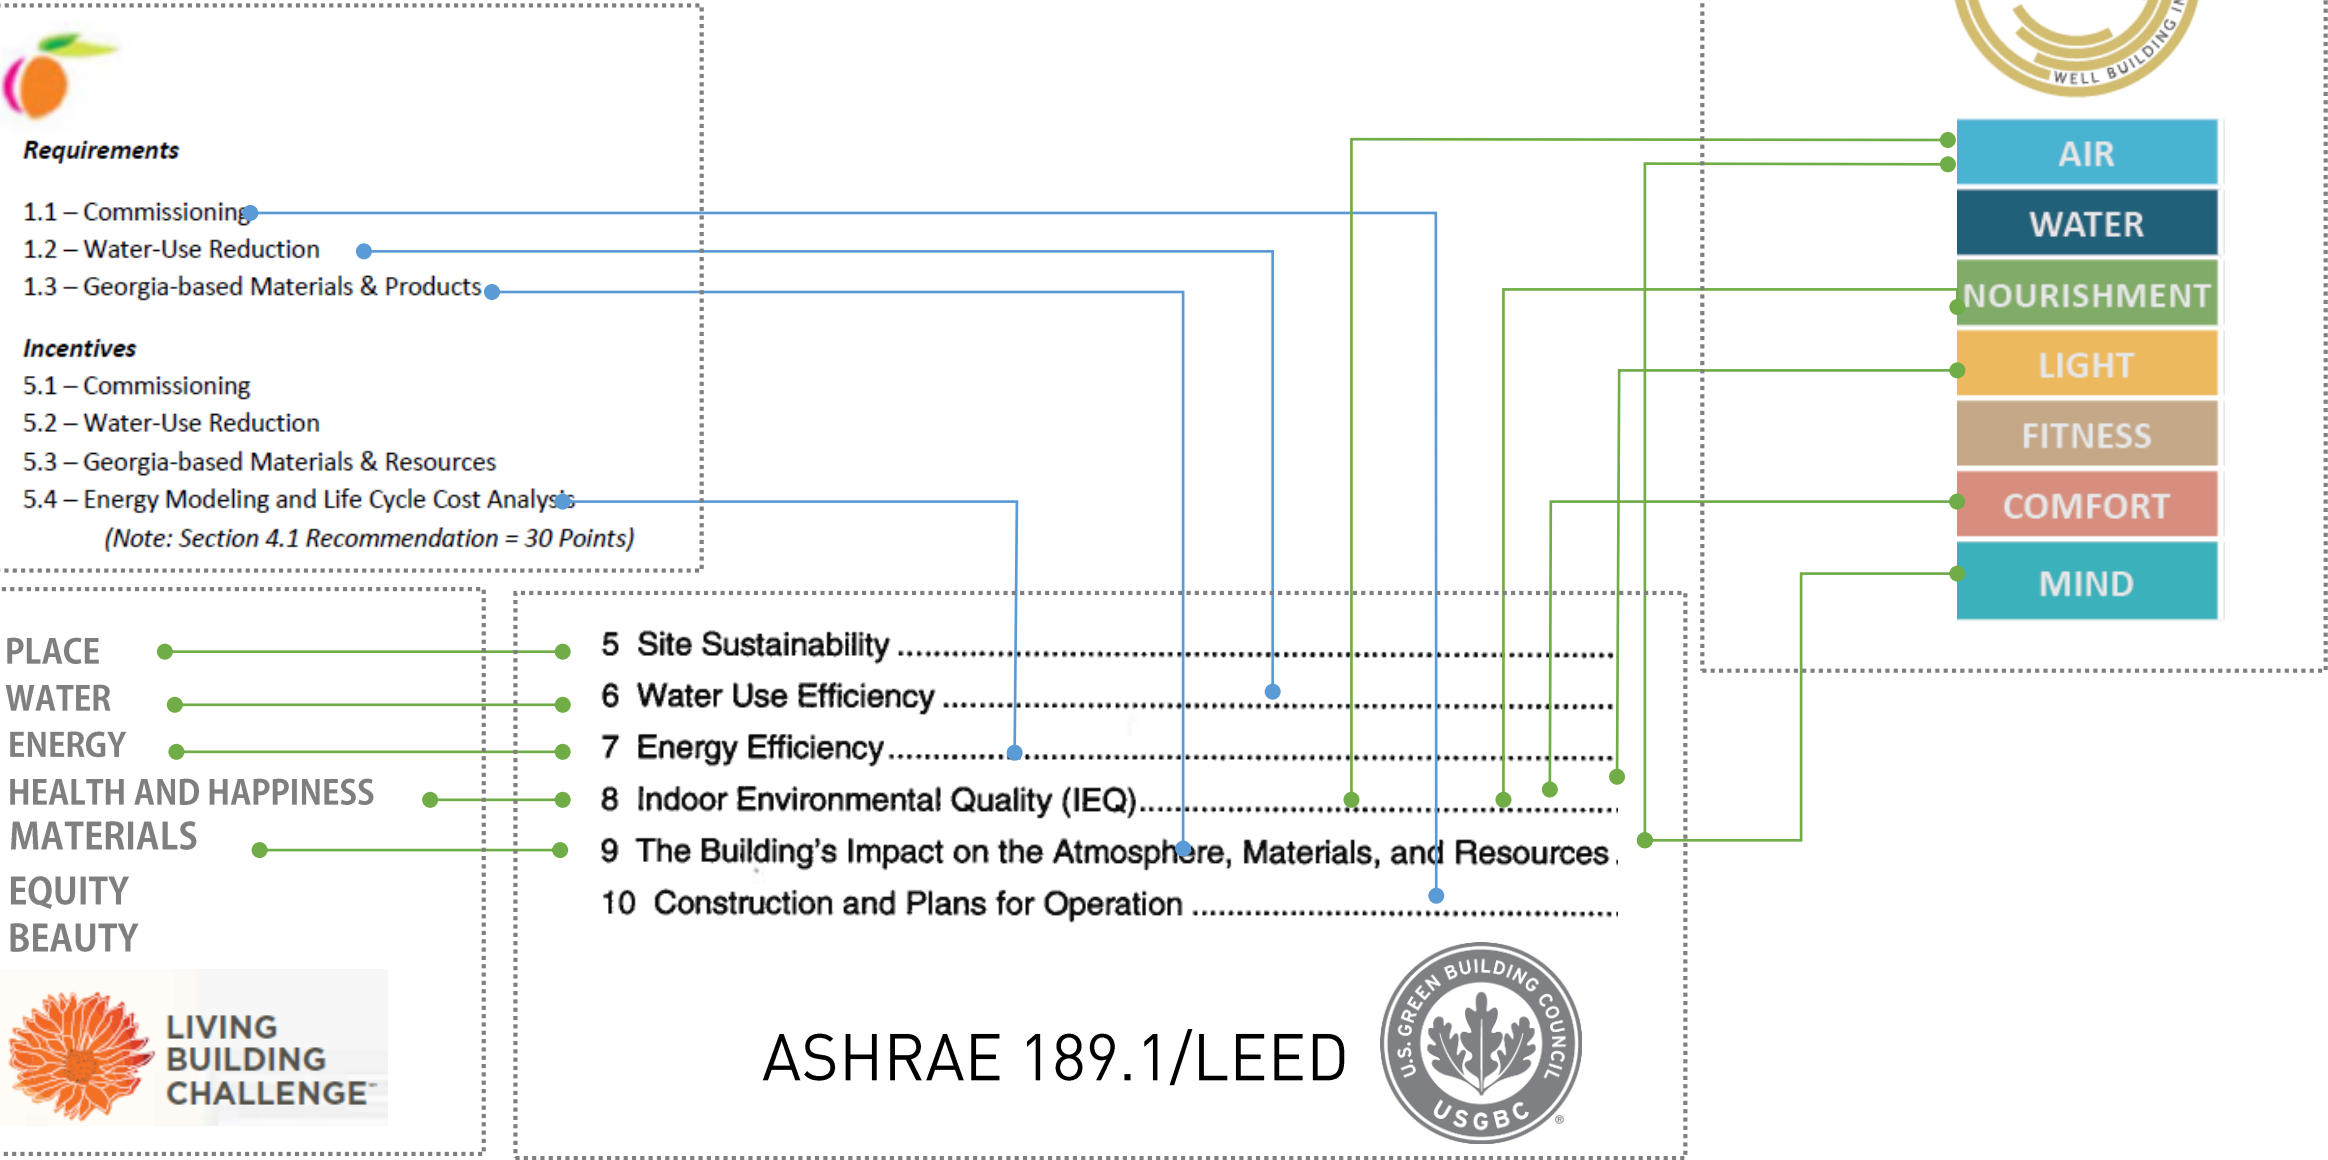 Requirements
1.1 – Commissioning
1.2 – Water-Use Reduction
1.3 – Georgia-based Materials & Products
Incentives
5.1 – Commissioning
5.2 – Water-Use Reduction
5.3 – Georgia-based Materials & Resources
5.4 – Energy Modeling and Life Cycle Cost Analysis
(Note: Section 4.1 Recommendation = 30 Points)
WELL BUILDING
AIR
WATER
NOURISHMENT
LIGHT
FITNESS
COMFORT
MIND
PLACE
WATER
ENERGY
HEALTH AND HAPPINESS
MATERIALS
EQUITY
BEAUTY
LIVING
BUILDING
CHALLENGE
5 Site Sustainability
6 Water Use Efficiency
7 Energy Efficiency
8 Indoor Environmental Quality (IEQ)
9 The Building's Impact on the Atmosphere, Materials, and Resources
10 Construction and Plans for Operation
ASHRAE 189.1/LEED
U.S. GREEN BUILDING COUNCIL
USGBC
®